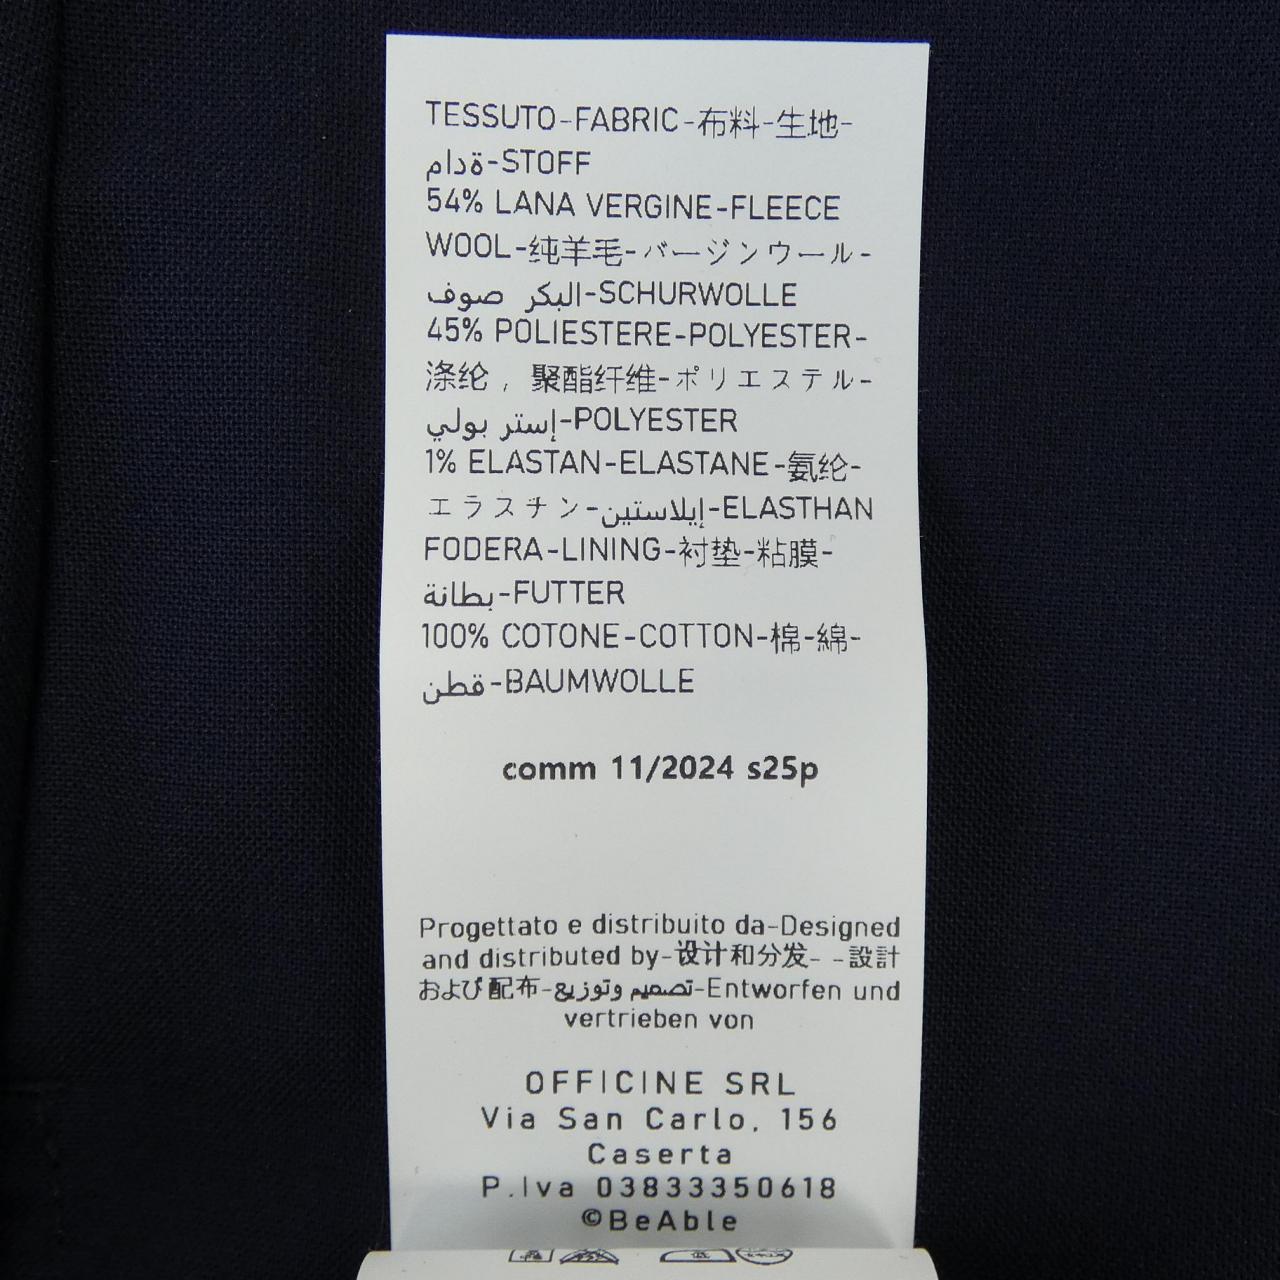 TESSUTO-FABRIC-布料-生地-
ةدام-STOFF
54% LANA VERGINE-FLEECE
WOOL-纯羊毛-バージンウール-
البكر صوف-SCHURWOLLE
45% POLIESTERE-POLYESTER-
涤纶，聚酯纤维-ポリエステル-
إستر بولي-POLYESTER
1% ELASTAN-ELASTANE-氨纶-
エラスチン-إيلاستين-ELASTHAN
FODERA-LINING-衬垫-粘膜-
بطانة-FUTTER
100% COTONE-COTTON-棉-綿-
قطن-BAUMWOLLE
comm 11/2024 s25p
Progettato e distribuito da-Designed
and distributed by-设计和分发- -設計
および配布-تصميم وتوزيع-Entworfen und
vertrieben von
OFFICINE SRL
Via San Carlo, 156
Caserta
P.Iva 03833350618
©BeAble